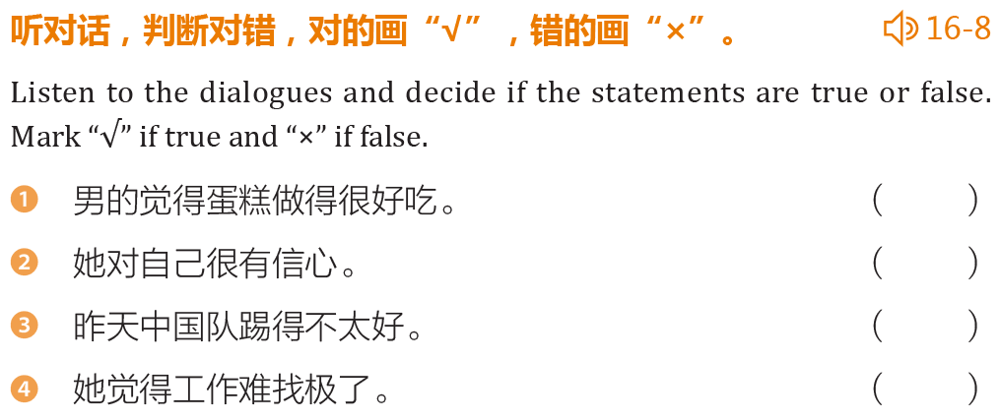 听对话，判断对错，对的画“√”，错的画“×”。 16-8
Listen to the dialogues and decide if the statements are true or false.
Mark “√” if true and “×” if false.
1 男的觉得蛋糕做得很好吃。 （ ）
2 她对自己很有信心。 （ ）
3 昨天中国队踢得不太好。 （ ）
4 她觉得工作难找极了。 （ ）